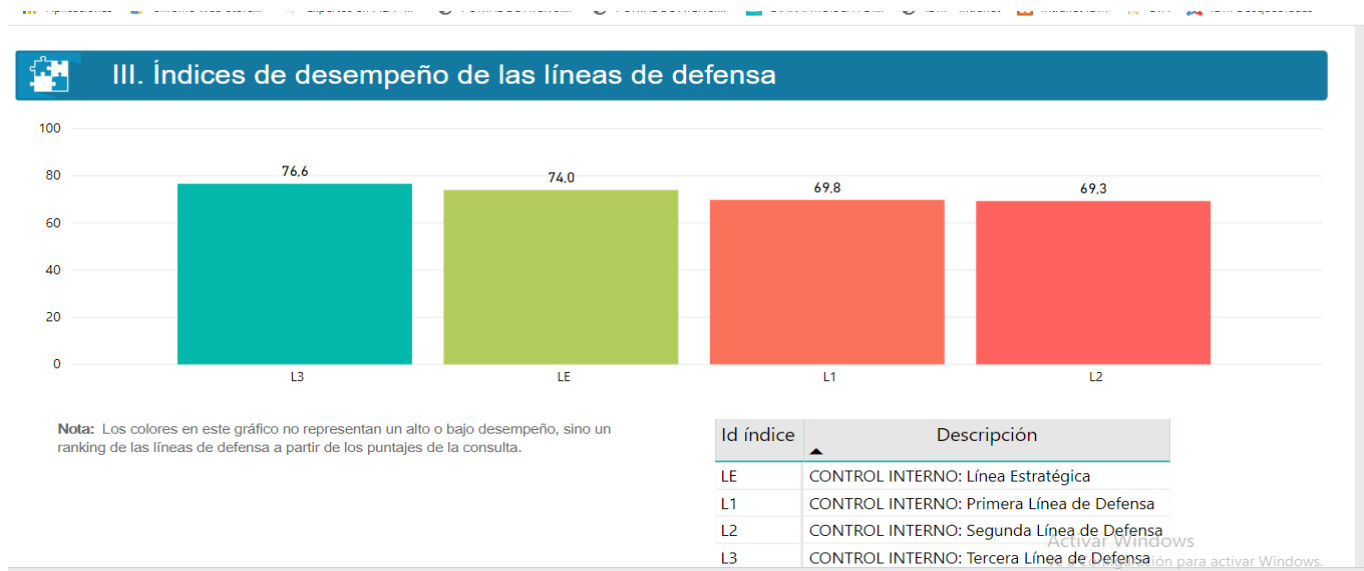 III. Índices de desempeño de las líneas de defensa
100
80
60
40
20
0
76,6
74,0
69,8
69,3
L3
LE
L1
L2
Nota: Los colores en este gráfico no representan un alto o bajo desempeño, sino un
ranking de las líneas de defensa a partir de los puntajes de la consulta.
Id índice Descripción
LE CONTROL INTERNO: Línea Estratégica
L1 CONTROL INTERNO: Primera Línea de Defensa
L2 CONTROL INTERNO: Segunda Línea de Defensa
L3 CONTROL INTERNO: Tercera Línea de Defensa
Activar Windows
para activar Windows.